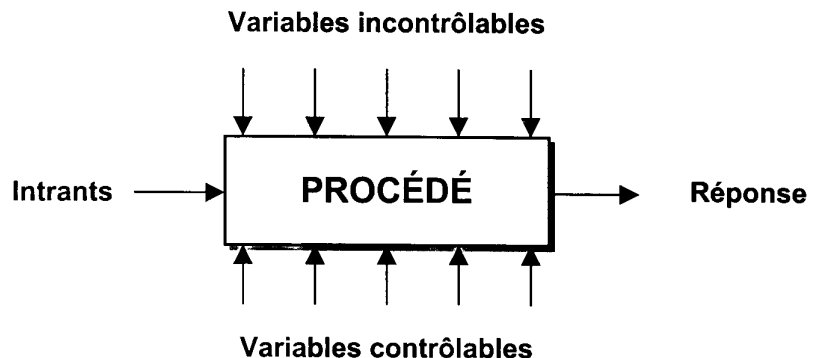 Variables incontrôlables
Intrants
PROCÉDÉ
Réponse
Variables contrôlables